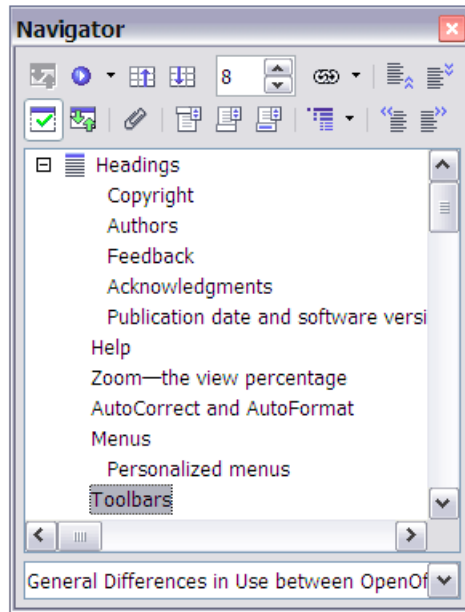 Navigator
8
Headings
Copyright
Authors
Feedback
Acknowledgments
Publication date and software versi
Help
Zoom—the view percentage
AutoCorrect and AutoFormat
Menus
Personalized menus
Toolbars
General Differences in Use between OpenOf